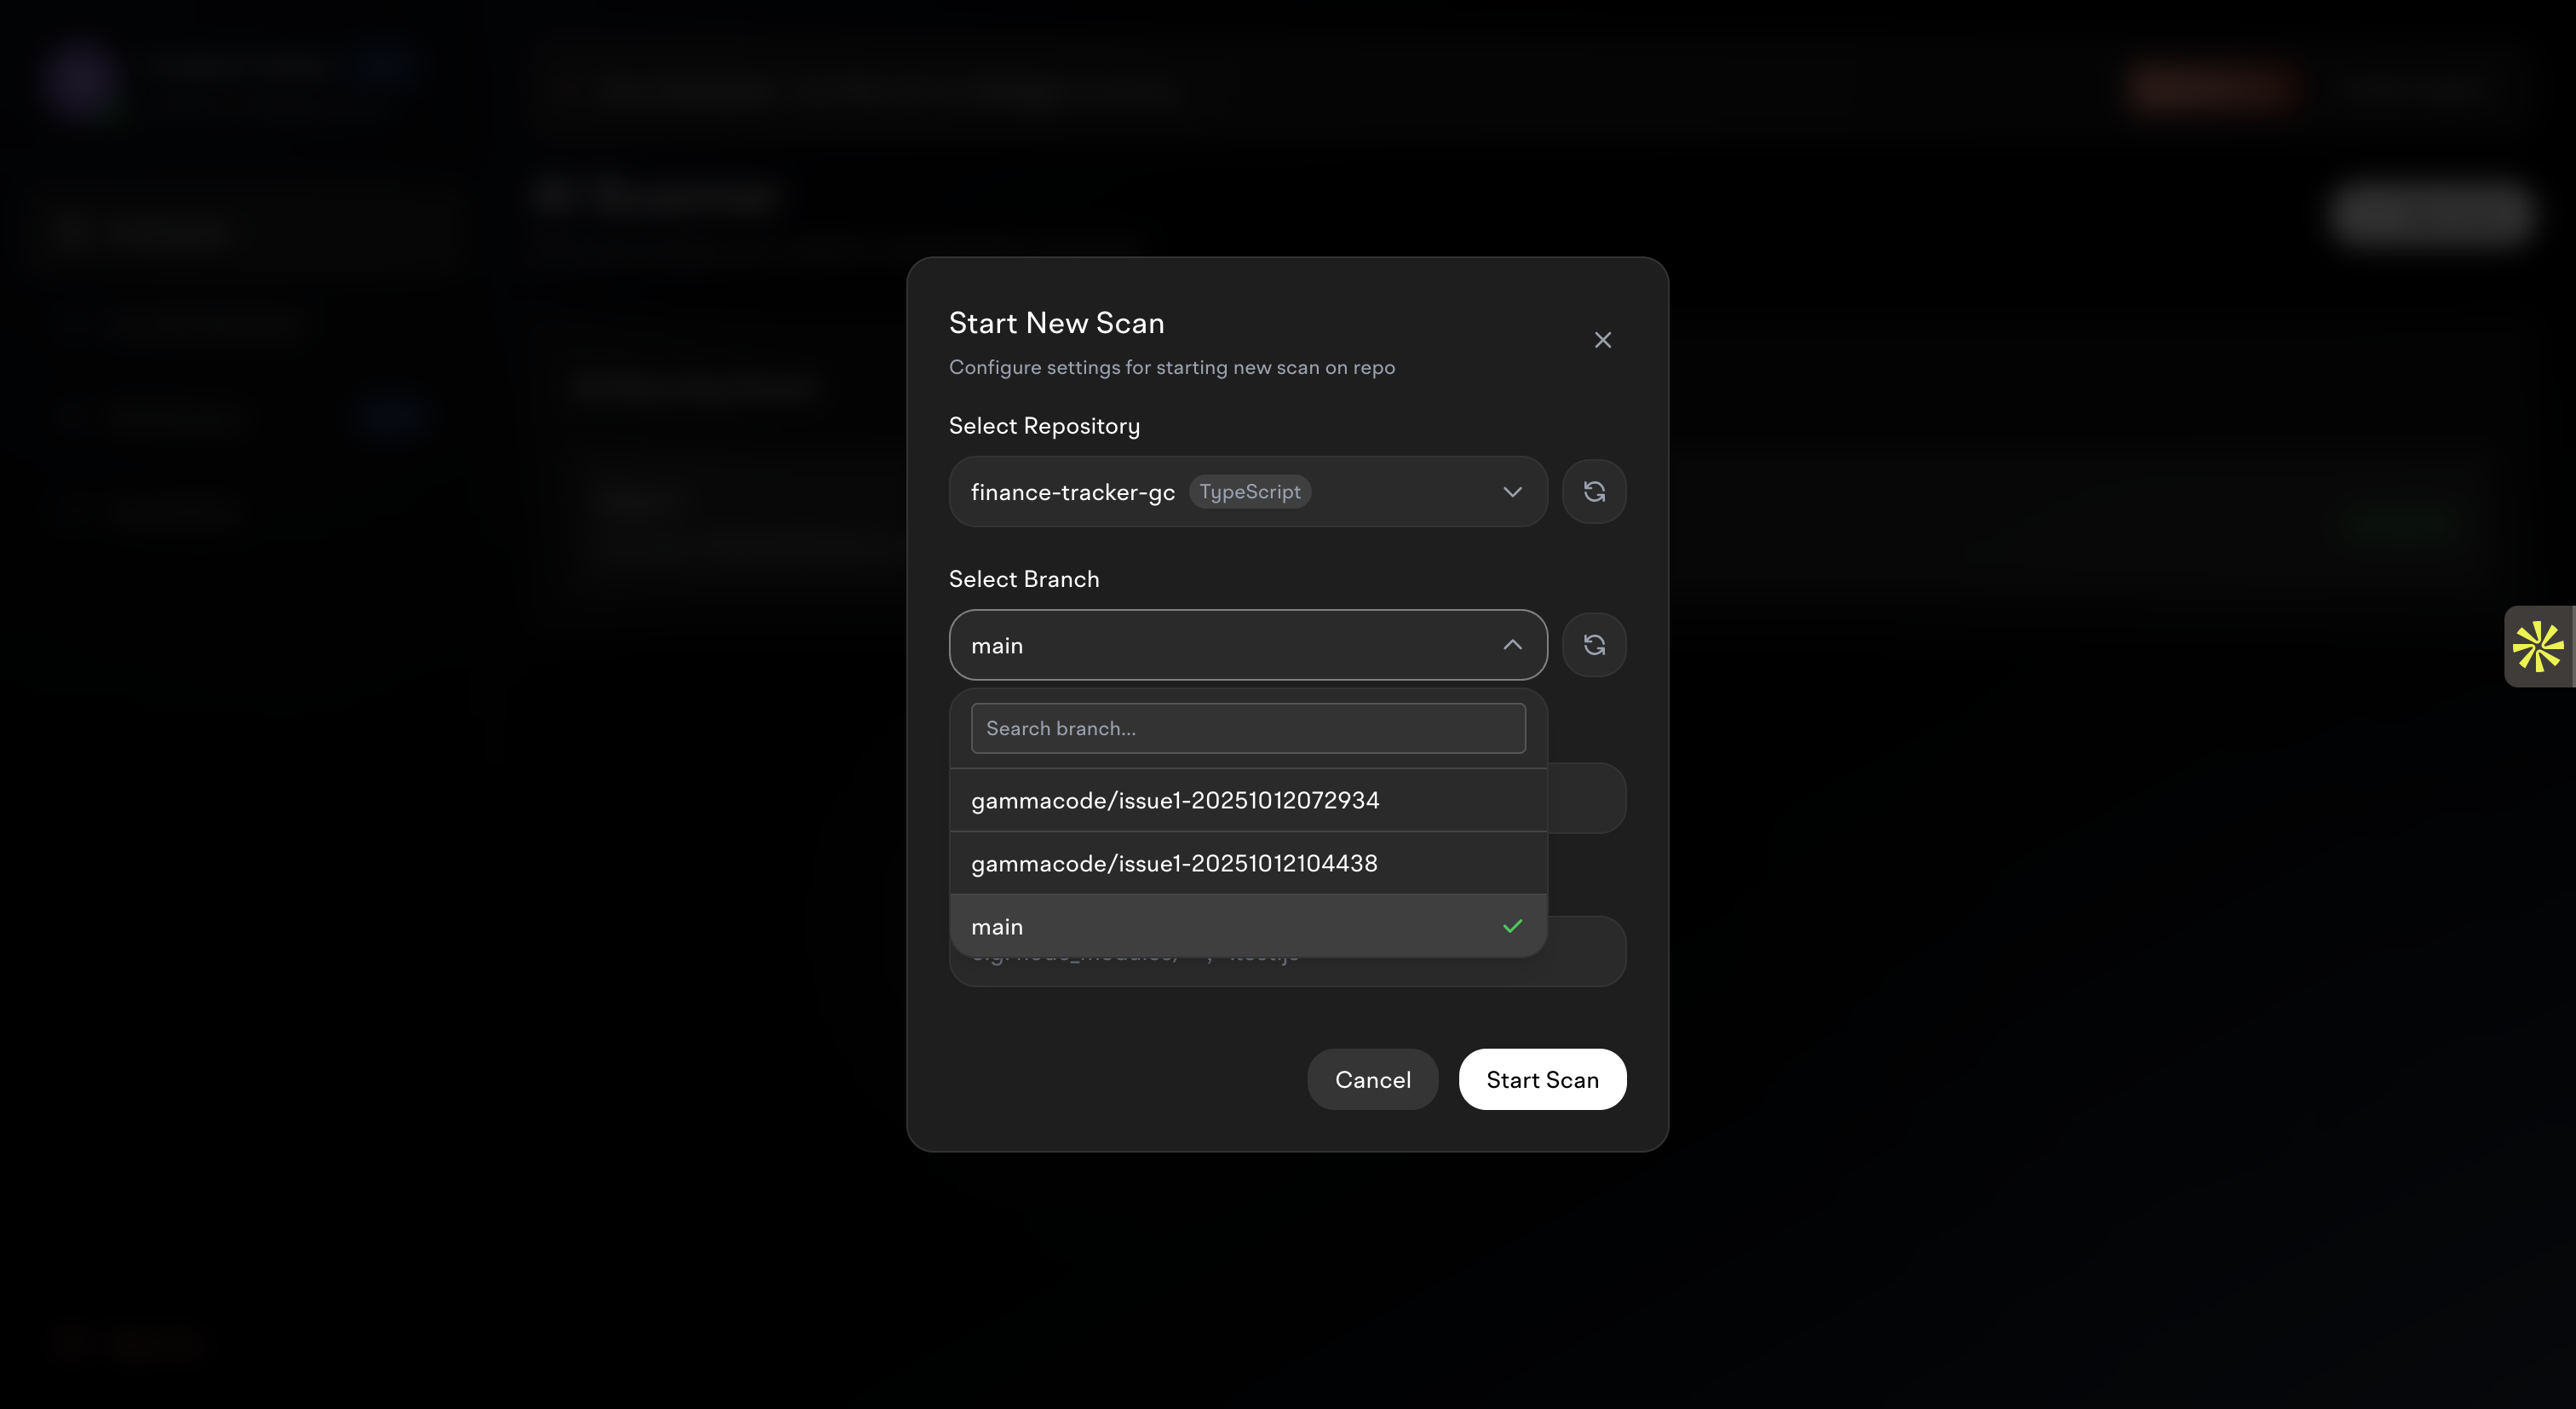 Start New Scan
Configure settings for starting new scan on repo
Select Repository
finance-tracker-gc TypeScript
Select Branch
main
Search branch...
gammacode/issue1-20251012072934
gammacode/issue1-20251012104438
main
Cancel Start Scan